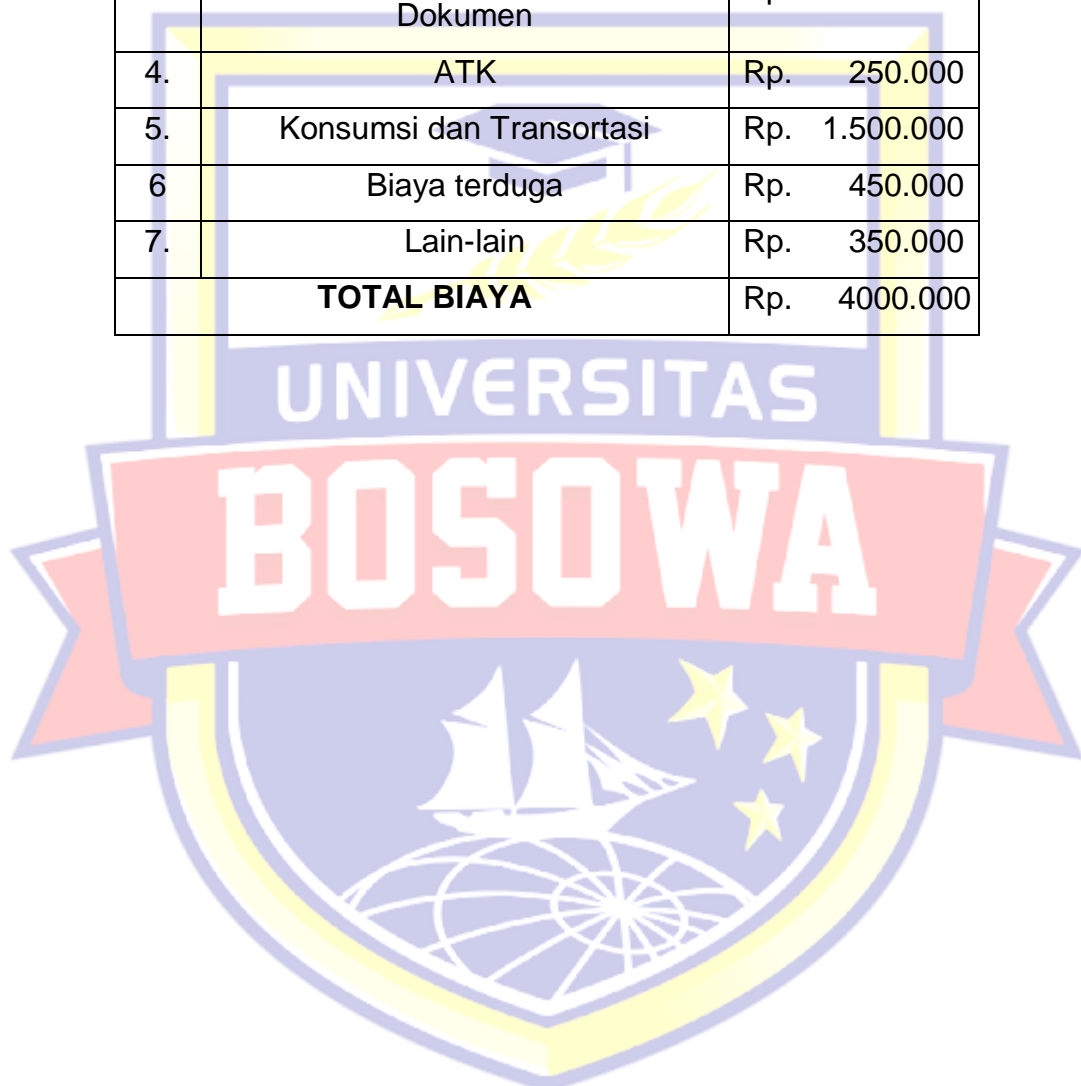 Dokumen
4. ATK Rp. 250.000
5. Konsumsi dan Transortasi Rp. 1.500.000
6 Biaya terduga Rp. 450.000
7. Lain-lain Rp. 350.000
TOTAL BIAYA Rp. 4000.000
UNIVERSITAS
BOSOWA